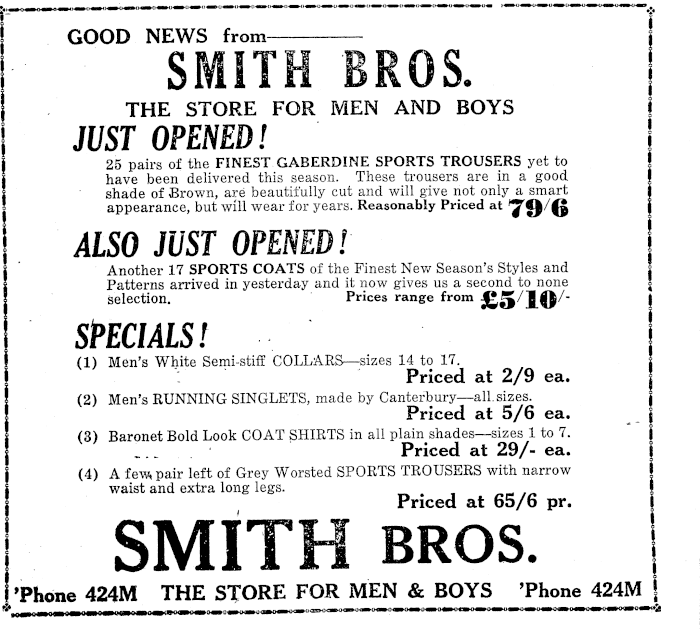 GOOD NEWS from
SMITH BROS.
THE STORE FOR MEN AND BOYS
JUST OPENED!
25 pairs of the FINEST GABERDINE SPORTS TROUSERS yet to
have been delivered this season. These trousers are in a good
shade of Brown, are beautifully cut and will give not only a smart
appearance, but will wear for years. Reasonably Priced at 79/6
ALSO JUST OPENED!
Another 17 SPORTS COATS of the Finest New Season's Styles and
Patterns arrived in yesterday and it now gives us a second to none
selection. Prices range from £5/10/-
SPECIALS!
(1) Men's White Semi-stiff COLLARS—sizes 14 to 17.
Priced at 2/9 ea.
(2) Men's RUNNING SINGLETS, made by Canterbury—all sizes.
Priced at 5/6 ea.
(3) Baronet Bold Look COAT SHIRTS in all plain shades—sizes 1 to 7.
Priced at 29/- ea.
(4) A few pair left of Grey Worsted SPORTS TROUSERS with narrow
waist and extra long legs.
Priced at 65/6 pr.
SMITH BROS.
'Phone 424M THE STORE FOR MEN & BOYS 'Phone 424M